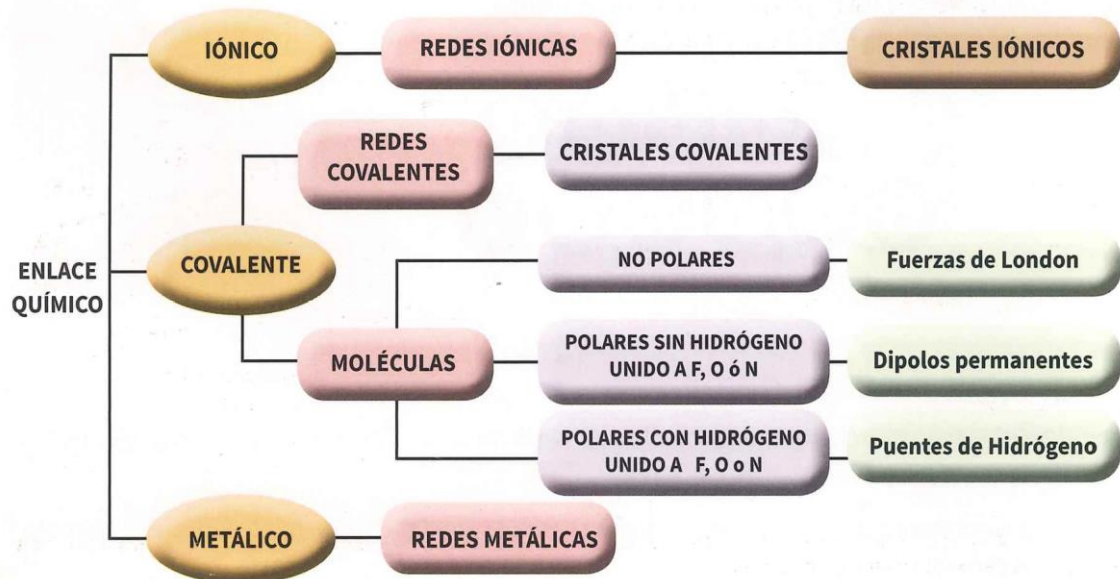 IÓNICO
REDES IÓNICAS
CRISTALES IÓNICOS
REDES
COVALENTES
CRISTALES COVALENTES
ENLACE
QUÍMICO
COVALENTE
NO POLARES
Fuerzas de London
MOLÉCULAS
POLARES SIN HIDRÓGENO
UNIDO A F, O ó N
Dipolos permanentes
POLARES CON HIDRÓGENO
UNIDO A F, O o N
Puentes de Hidrógeno
METÁLICO
REDES METÁLICAS